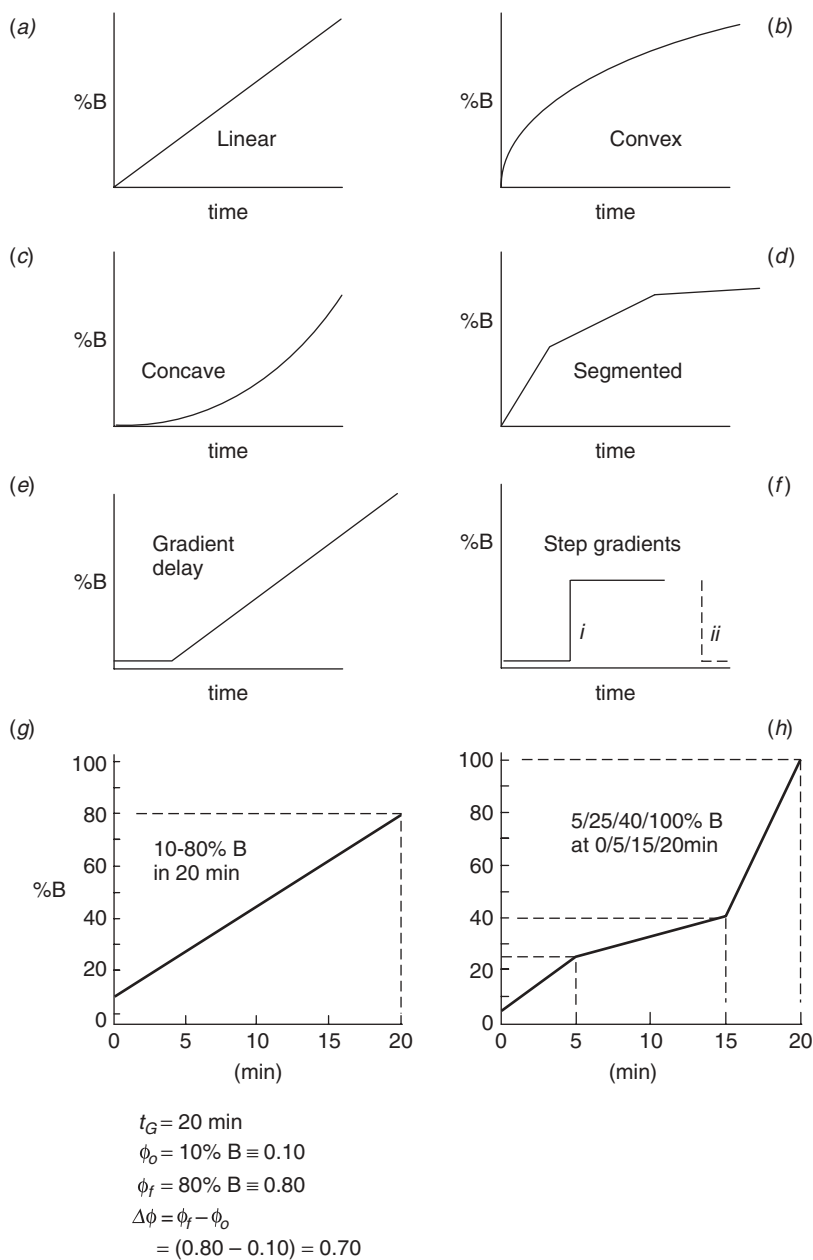 (a)
%B
Linear
time
(b)
%B
Convex
time
(c)
%B
Concave
time
(d)
%B
Segmented
time
(e)
%B
Gradient
delay
time
(f)
%B
Step gradients
i
ii
time
(g)
100
80
60
%B
40
20
0
10-80% B
in 20 min
0 5 10 15 20
(min)
(h)
100
80
60
40
20
0
5/25/40/100% B
at 0/5/15/20min
0 5 10 15 20
(min)
t_G = 20 min
ϕ_o = 10% B ≡ 0.10
ϕ_f = 80% B ≡ 0.80
Δϕ = ϕ_f – ϕ_o
= (0.80 – 0.10) = 0.70